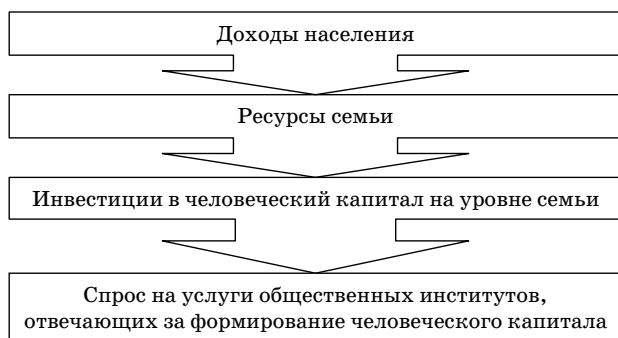 Доходы населения
Ресурсы семьи
Инвестиции в человеческий капитал на уровне семьи
Спрос на услуги общественных институтов,
отвечающих за формирование человеческого капитала